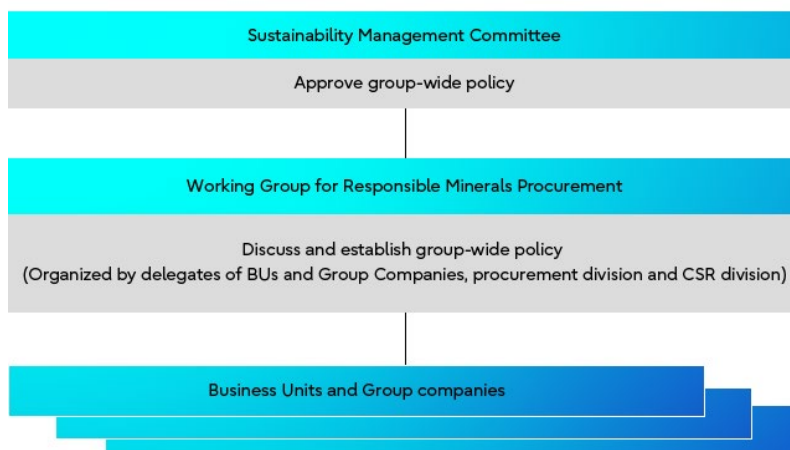 Sustainability Management Committee
Approve group-wide policy
Working Group for Responsible Minerals Procurement
Discuss and establish group-wide policy
(Organized by delegates of BUs and Group Companies, procurement division and CSR division)
Business Units and Group companies